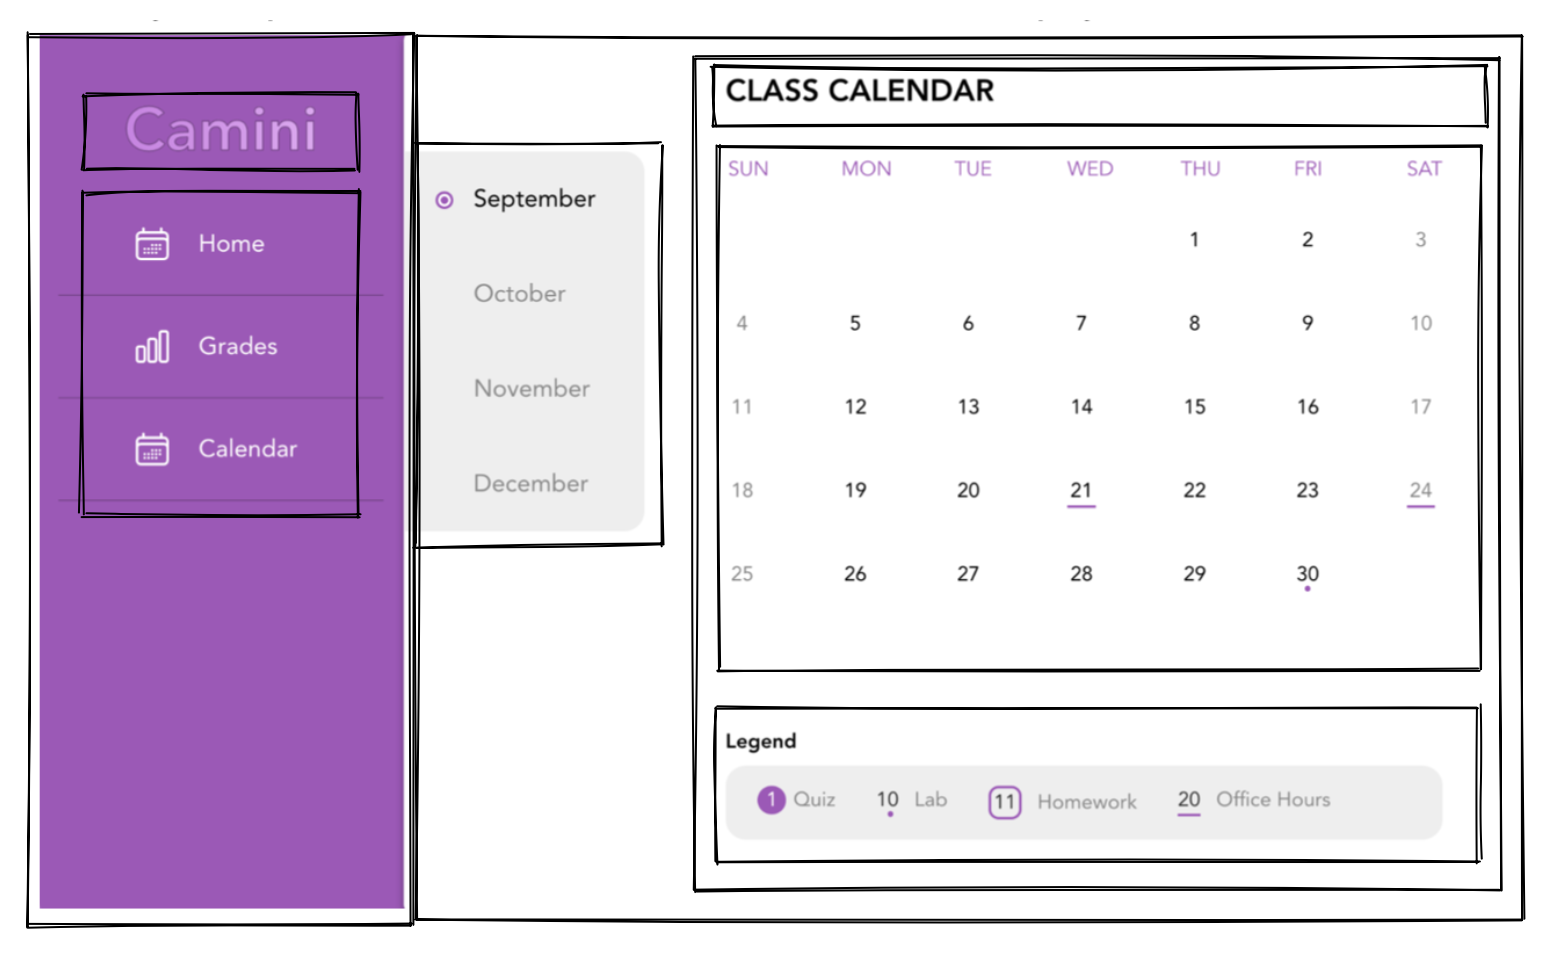 Camini
Home
Grades
Calendar
September
October
November
December
CLASS CALENDAR
SUN MON TUE WED THU FRI SAT
1 2 3
4 5 6 7 8 9 10
11 12 13 14 15 16 17
18 19 20 21 22 23 24
25 26 27 28 29 30
Legend
1 Quiz 10 Lab 11 Homework 20 Office Hours